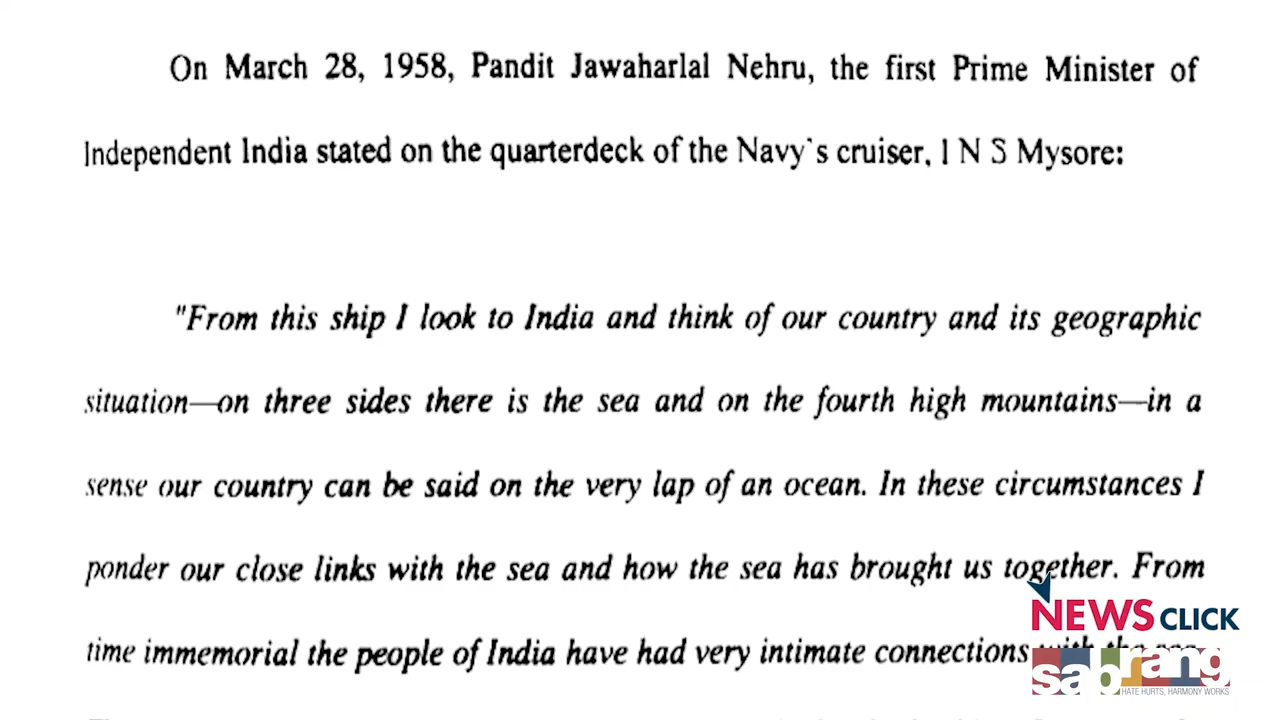 On March 28, 1958, Pandit Jawaharlal Nehru, the first Prime Minister of
Independent India stated on the quarterdeck of the Navy`s cruiser, I N S Mysore:
"From this ship I look to India and think of our country and its geographic
situation—on three sides there is the sea and on the fourth high mountains—in a
sense our country can be said on the very lap of an ocean. In these circumstances I
ponder our close links with the sea and how the sea has brought us together. From
time immemorial the people of India have had very intimate connections with the
NEWS CLICK
sabrang
HATE HURTS, HARMONY WORKS